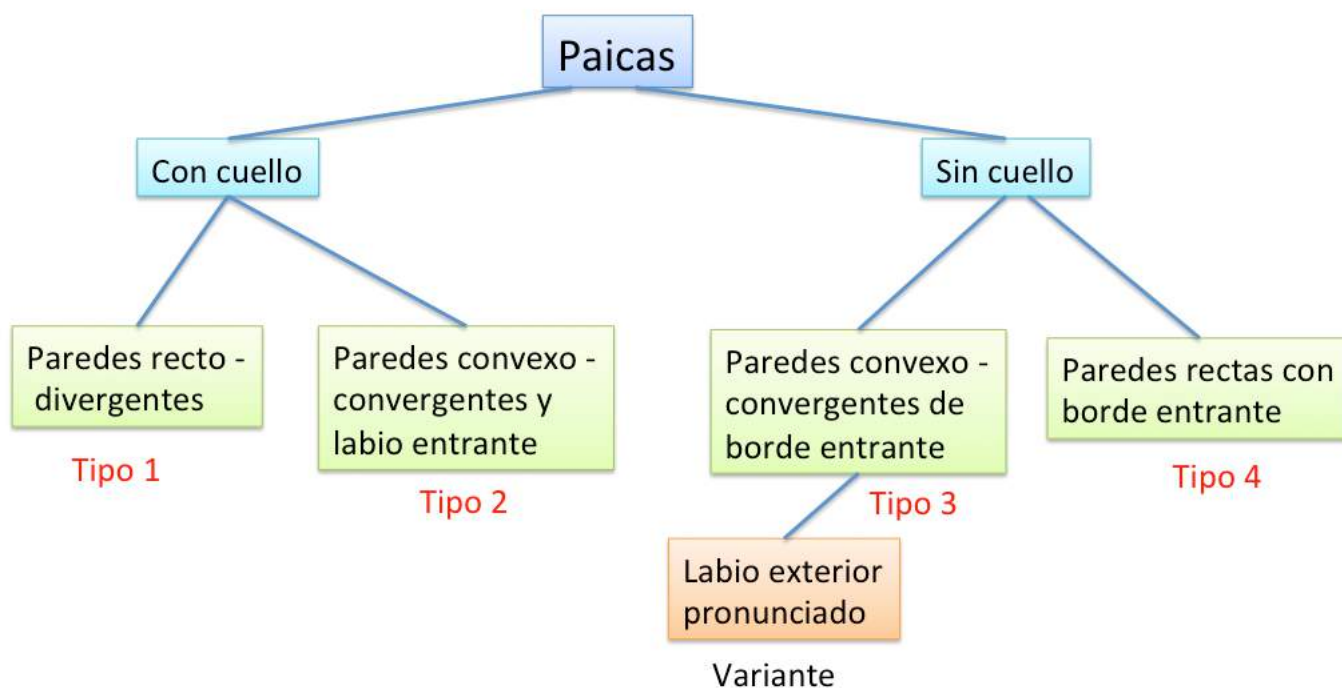 Paicas
Con cuello
Sin cuello
Paredes recto -
divergentes
Tipo 1
Paredes convexo -
convergentes y
labio entrante
Tipo 2
Paredes convexo -
convergentes de
borde entrante
Tipo 3
Paredes rectas con
borde entrante
Tipo 4
Labio exterior
pronunciado
Variante